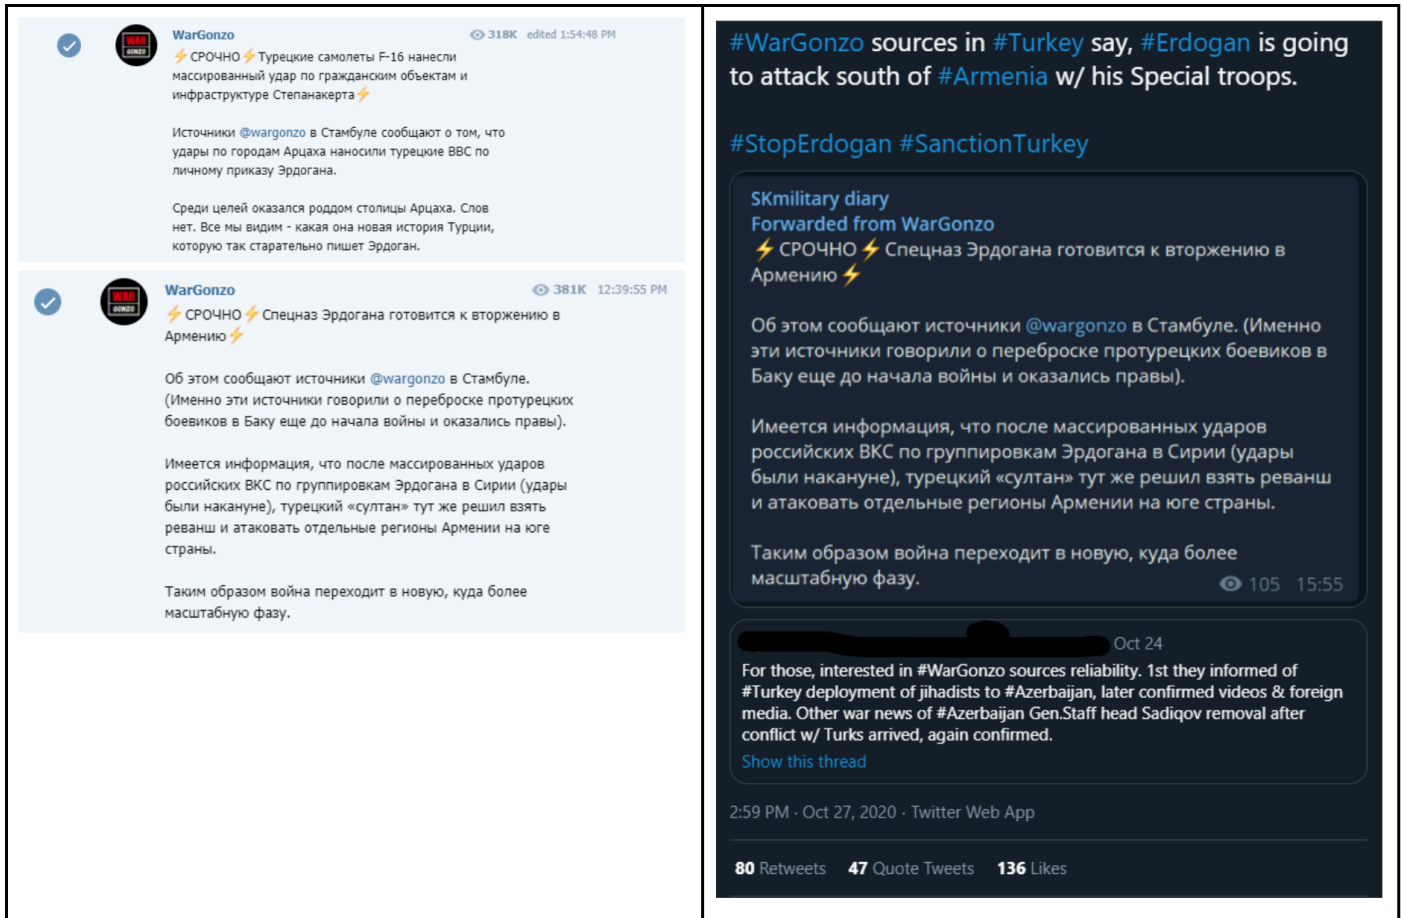 WarGonzo
318K edited 1:54:48 PM
WAR
GONZO
⚡СРОЧНО⚡Турецкие самолеты F-16 нанесли
массированный удар по гражданским объектам и
инфраструктуре Степанакерта⚡
Источники @wargonzo в Стамбуле сообщают о том, что
удары по городам Арцаха наносили турецкие ВВС по
личному приказу Эрдогана.
Среди целей оказался роддом столицы Арцаха. Слов
нет. Все мы видим - какая она новая история Турции,
которую так старательно пишет Эрдоган.
WarGonzo
381K 12:39:55 PM
WAR
GONZO
⚡СРОЧНО⚡Спецназ Эрдогана готовится к вторжению в
Армению⚡
Об этом сообщают источники @wargonzo в Стамбуле.
(Именно эти источники говорили о переброске протурецких
боевиков в Баку еще до начала войны и оказались правы).
Имеется информация, что после массированных ударов
российских ВКС по группировкам Эрдогана в Сирии (удары
были накануне), турецкий «султан» тут же решил взять
реванш и атаковать отдельные регионы Армении на юге
страны.
Таким образом война переходит в новую, куда более
масштабную фазу.
#WarGonzo sources in #Turkey say, #Erdogan is going
to attack south of #Armenia w/ his Special troops.
#StopErdogan #SanctionTurkey
SKmilitary diary
Forwarded from WarGonzo
⚡СРОЧНО⚡Спецназ Эрдогана готовится к вторжению в
Армению⚡
Об этом сообщают источники @wargonzo в Стамбуле. (Именно
эти источники говорили о переброске протурецких боевиков в
Баку еще до начала войны и оказались правы).
Имеется информация, что после массированных ударов
российских ВКС по группировкам Эрдогана в Сирии (удары
были накануне), турецкий «султан» тут же решил взять реванш
и атаковать отдельные регионы Армении на юге страны.
Таким образом война переходит в новую, куда более
масштабную фазу.
105 15:55
Oct 24
For those, interested in #WarGonzo sources reliability. 1st they informed of
#Turkey deployment of jihadists to #Azerbaijan, later confirmed videos & foreign
media. Other war news of #Azerbaijan Gen.Staff head Sadiqov removal after
conflict w/ Turks arrived, again confirmed.
Show this thread
2:59 PM · Oct 27, 2020 · Twitter Web App
80 Retweets 47 Quote Tweets 136 Likes